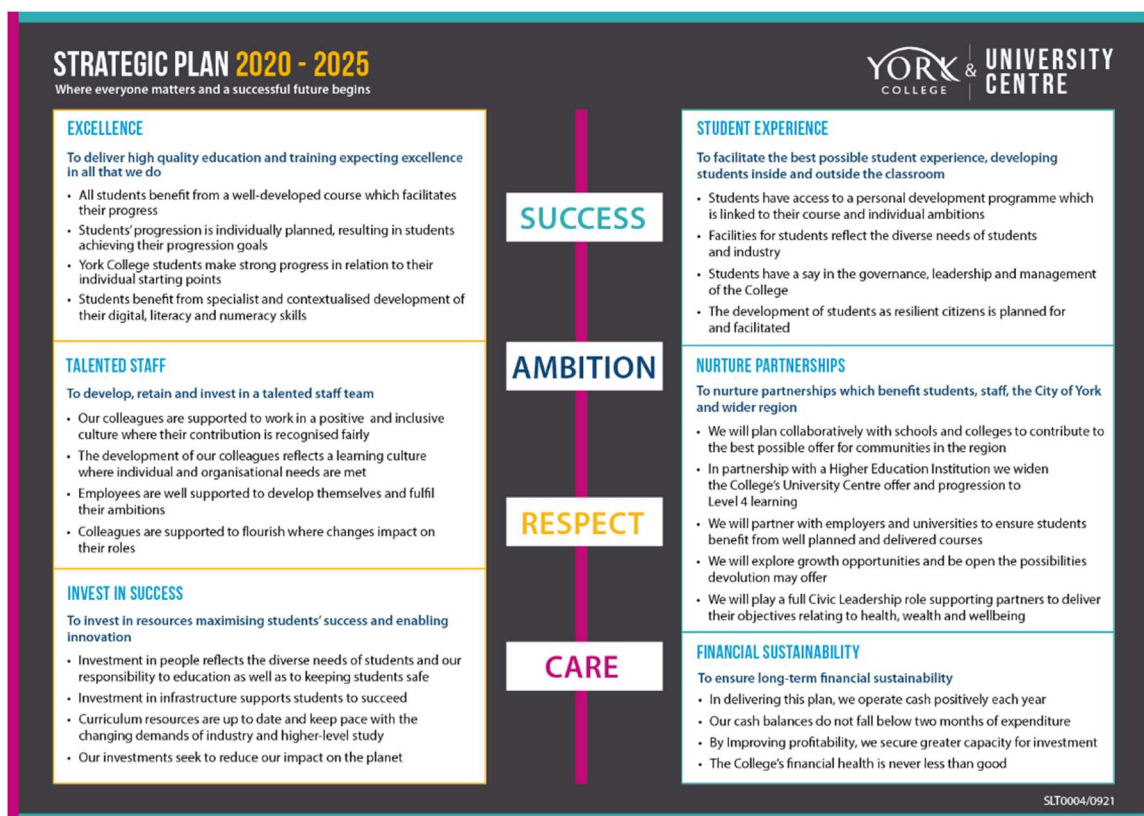 STRATEGIC PLAN 2020 - 2025
Where everyone matters and a successful future begins
YORK
COLLEGE
&
UNIVERSITY
CENTRE
EXCELLENCE
To deliver high quality education and training expecting excellence
in all that we do
• All students benefit from a well-developed course which facilitates
their progress
• Students' progression is individually planned, resulting in students
achieving their progression goals
• York College students make strong progress in relation to their
individual starting points
• Students benefit from specialist and contextualised development of
their digital, literacy and numeracy skills
TALENTED STAFF
To develop, retain and invest in a talented staff team
• Our colleagues are supported to work in a positive and inclusive
culture where their contribution is recognised fairly
• The development of our colleagues reflects a learning culture
where individual and organisational needs are met
• Employees are well supported to develop themselves and fulfil
their ambitions
• Colleagues are supported to flourish where changes impact on
their roles
INVEST IN SUCCESS
To invest in resources maximising students' success and enabling
innovation
• Investment in people reflects the diverse needs of students and our
responsibility to education as well as to keeping students safe
• Investment in infrastructure supports students to succeed
• Curriculum resources are up to date and keep pace with the
changing demands of industry and higher-level study
• Our investments seek to reduce our impact on the planet
SUCCESS
AMBITION
RESPECT
CARE
STUDENT EXPERIENCE
To facilitate the best possible student experience, developing
students inside and outside the classroom
• Students have access to a personal development programme which
is linked to their course and individual ambitions
• Facilities for students reflect the diverse needs of students
and industry
• Students have a say in the governance, leadership and management
of the College
• The development of students as resilient citizens is planned for
and facilitated
NURTURE PARTNERSHIPS
To nurture partnerships which benefit students, staff, the City of York
and wider region
• We will plan collaboratively with schools and colleges to contribute to
the best possible offer for communities in the region
• In partnership with a Higher Education Institution we widen
the College's University Centre offer and progression to
Level 4 learning
• We will partner with employers and universities to ensure students
benefit from well planned and delivered courses
• We will explore growth opportunities and be open the possibilities
devolution may offer
• We will play a full Civic Leadership role supporting partners to deliver
their objectives relating to health, wealth and wellbeing
FINANCIAL SUSTAINABILITY
To ensure long-term financial sustainability
• In delivering this plan, we operate cash positively each year
• Our cash balances do not fall below two months of expenditure
• By Improving profitability, we secure greater capacity for investment
• The College's financial health is never less than good
SLT0004/0921